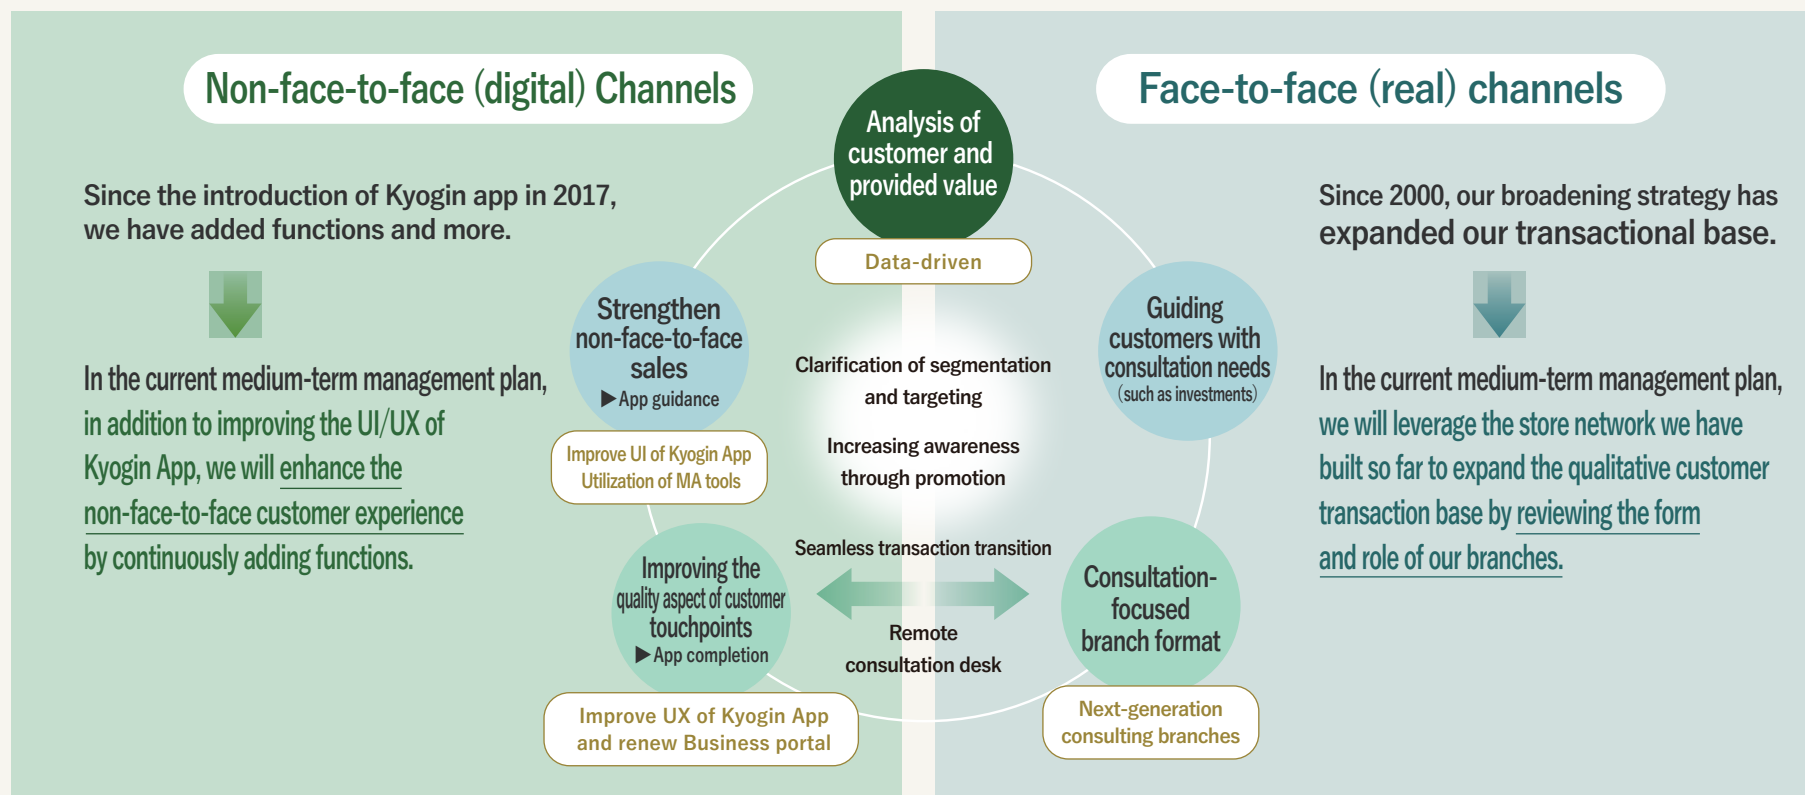 Non-face-to-face (digital) Channels
Since the introduction of Kyogin app in 2017,
we have added functions and more.
In the current medium-term management plan,
in addition to improving the UI/UX of
Kyogin App, we will enhance the
non-face-to-face customer experience
by continuously adding functions.
Analysis of
customer and
provided value
Data-driven
Strengthen
non-face-to-face
sales
▶App guidance
Improve UI of Kyogin App
Utilization of MA tools
Improving the
quality aspect of customer
touchpoints
▶App completion
Improve UX of Kyogin App
and renew Business portal
Clarification of segmentation
and targeting
Increasing awareness
through promotion
Seamless transaction transition
Remote
consultation desk
Guiding
customers with
consultation needs
(such as investments)
Consultation-
focused
branch format
Next-generation
consulting branches
Face-to-face (real) channels
Since 2000, our broadening strategy has
expanded our transactional base.
In the current medium-term management plan,
we will leverage the store network we have
built so far to expand the qualitative customer
transaction base by reviewing the form
and role of our branches.